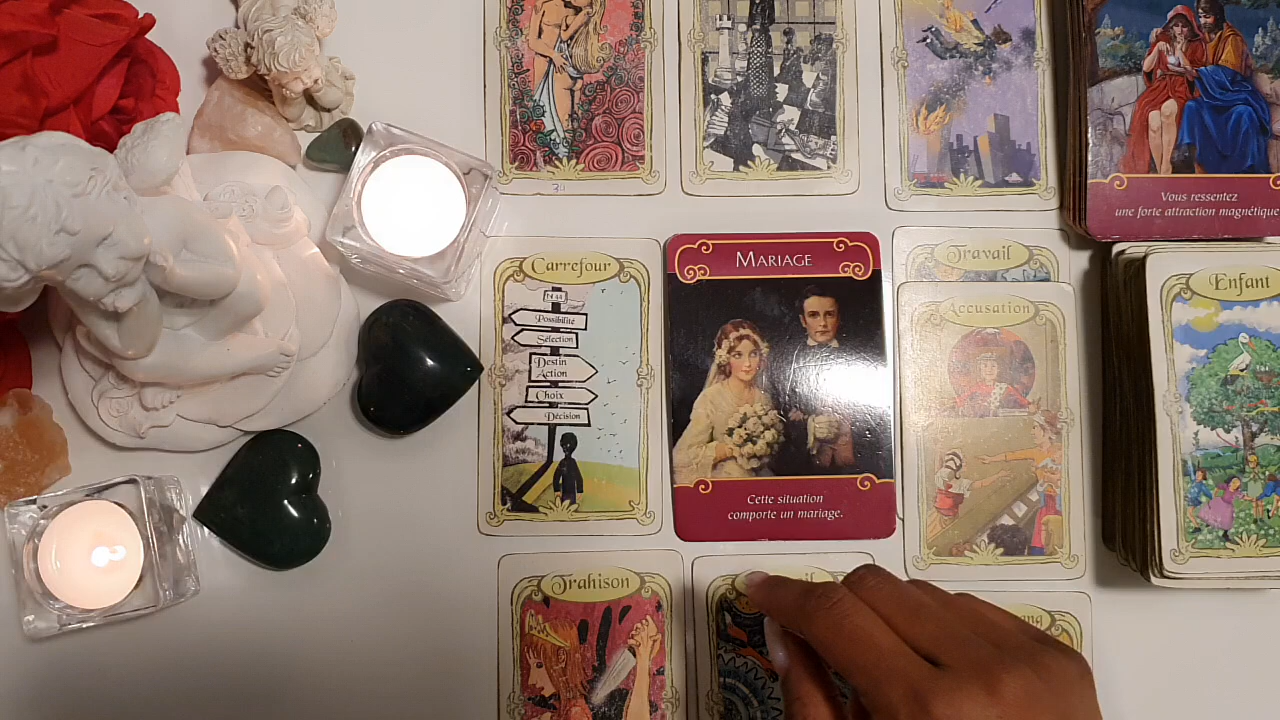 30
Vous ressentez
une forte attraction magnétique
Carrefour
Possibilité
Sélection
Destin
Action
Choix
Décision
MARIAGE
Cette situation
comporte un mariage.
Travail
Accusation
Enfant
Trahison